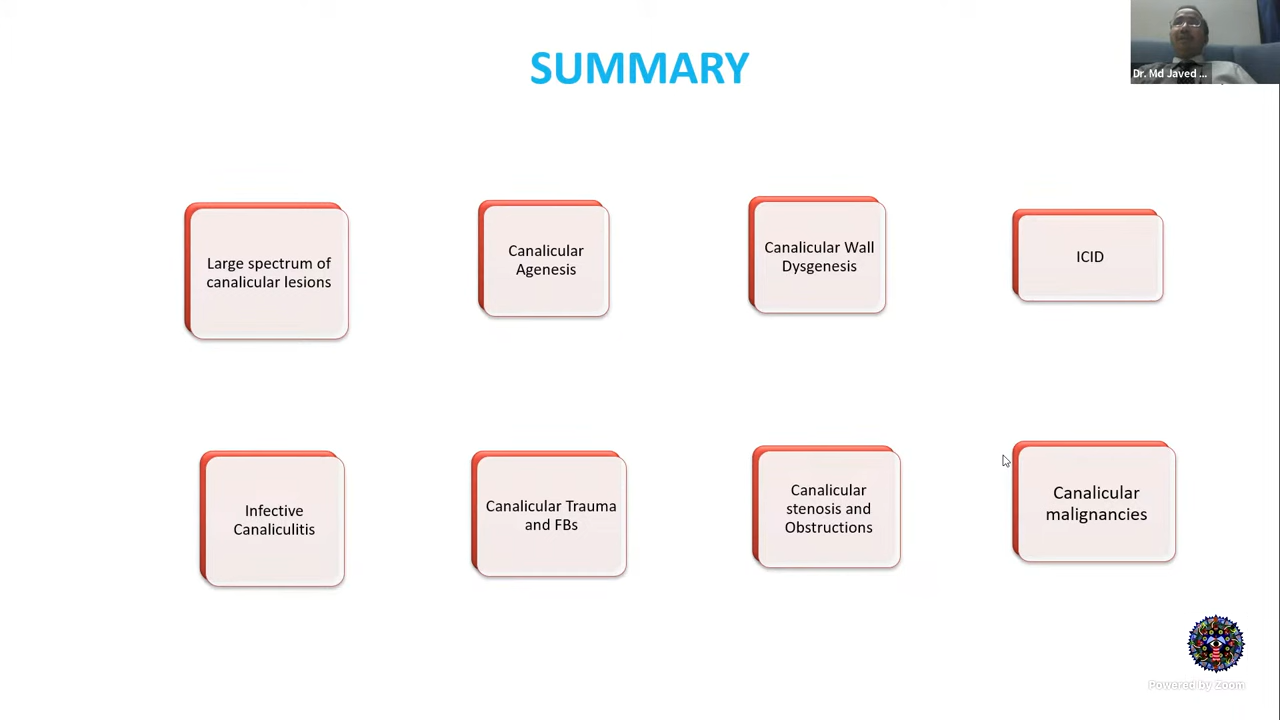 SUMMARY
Dr. Md Javed ...
Large spectrum of
canalicular lesions
Canalicular
Agenesis
Canalicular Wall
Dysgenesis
ICID
Infective
Canaliculitis
Canalicular Trauma
and FBs
Canalicular
stenosis and
Obstructions
Canalicular
malignancies
Powered by Zoom